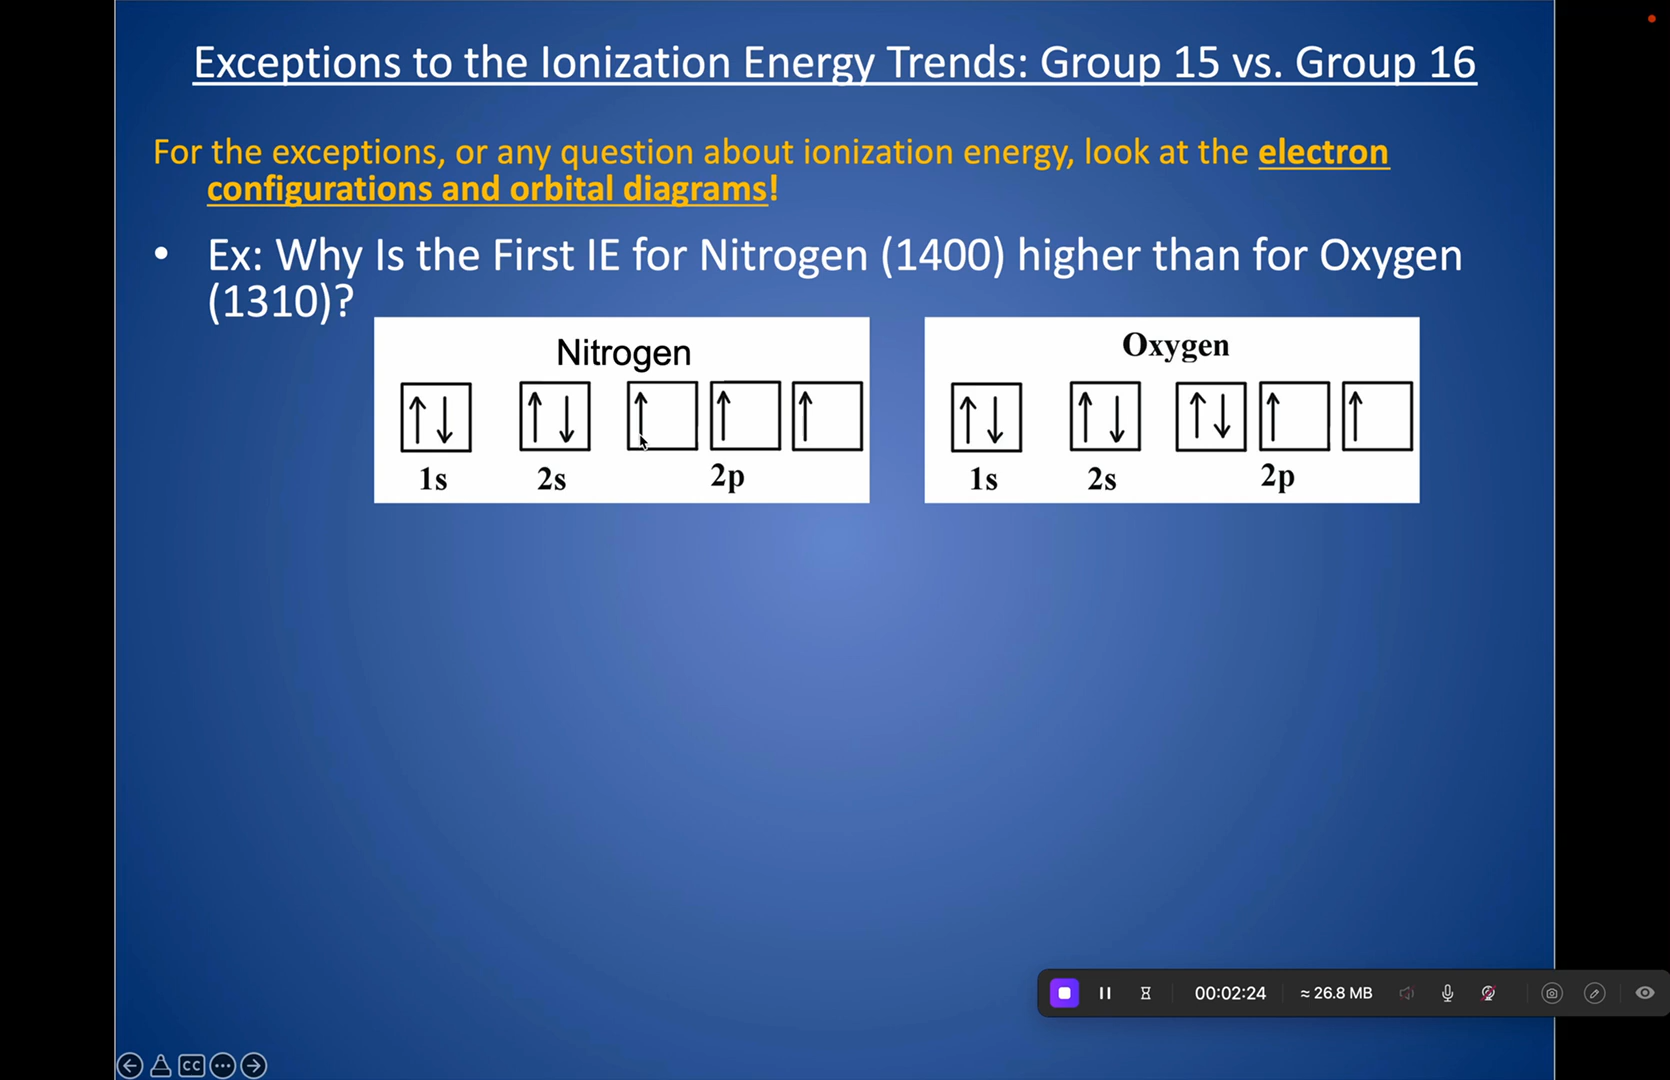 Exceptions to the Ionization Energy Trends: Group 15 vs. Group 16
For the exceptions, or any question about ionization energy, look at the electron
configurations and orbital diagrams!
• Ex: Why Is the First IE for Nitrogen (1400) higher than for Oxygen
(1310)?
Nitrogen
1s 2s 2p
Oxygen
1s 2s 2p
00:02:24 ≈ 26.8 MB
CC